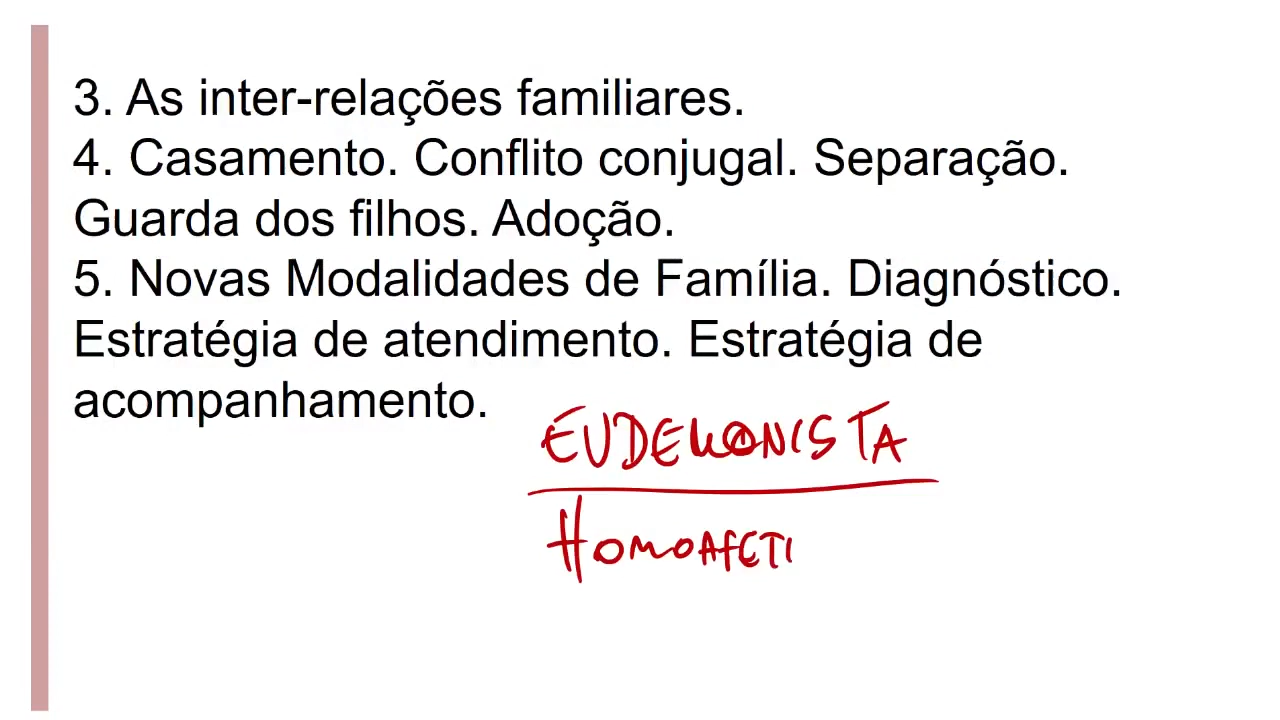 3. As inter-relações familiares.
4. Casamento. Conflito conjugal. Separação.
Guarda dos filhos. Adoção.
5. Novas Modalidades de Família. Diagnóstico.
Estratégia de atendimento. Estratégia de
acompanhamento.
EUDEMONISTA
HOMOAFETI